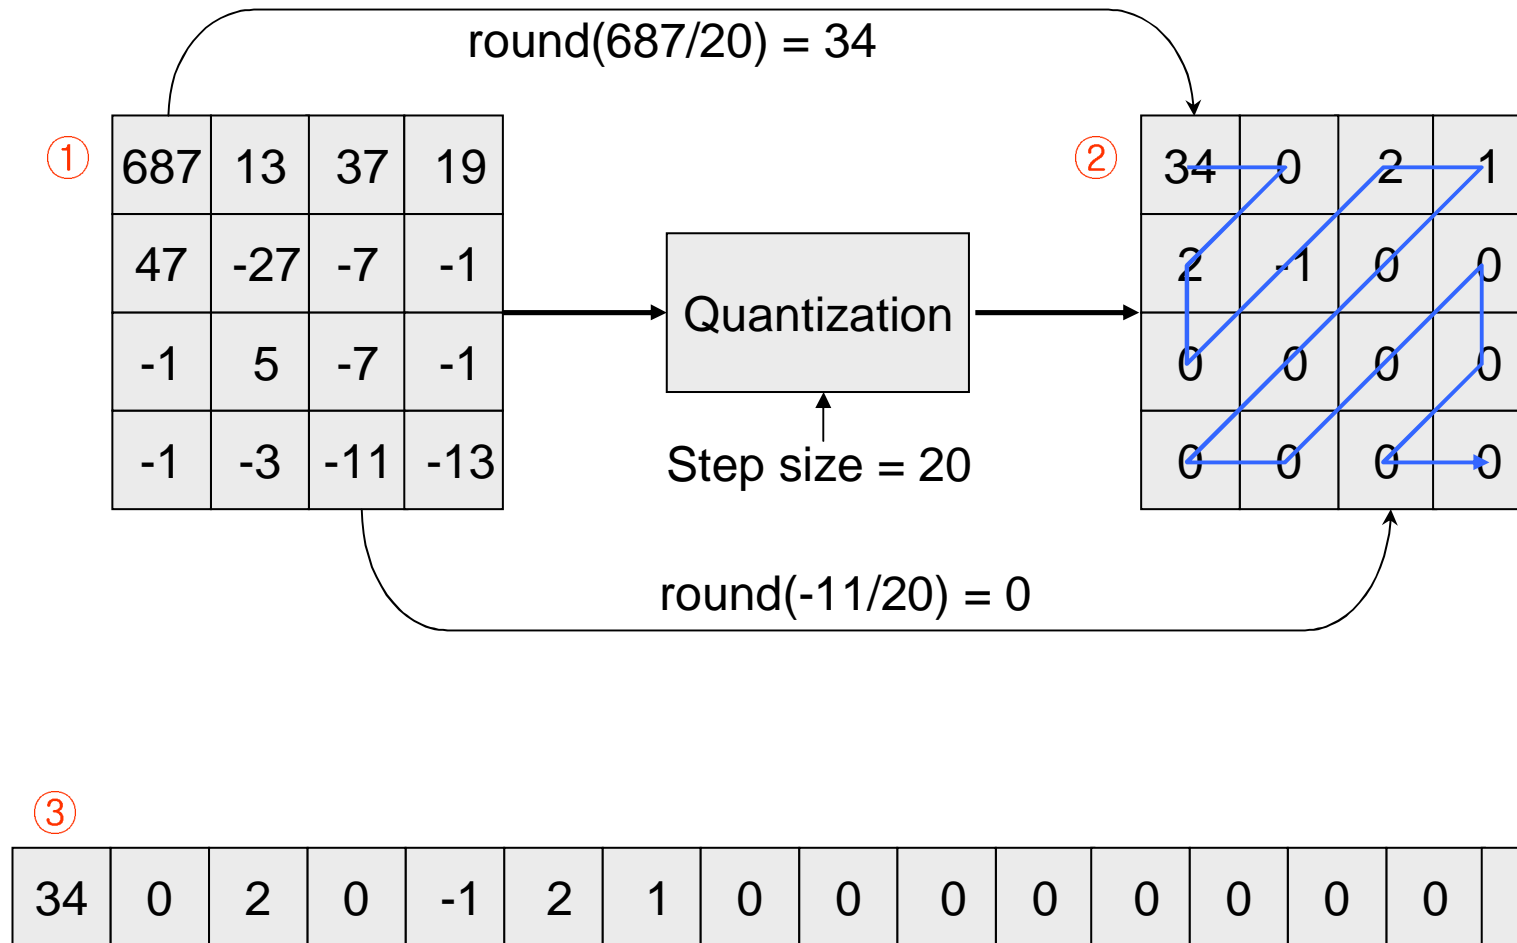 round(687/20) = 34
① ②
687 13 37 19
47 -27 -7 -1
-1 5 -7 -1
-1 -3 -11 -13
Quantization
Step size = 20
34 0 2 1
2 -1 0 0
0 0 0 0
0 0 0 0
round(-11/20) = 0
③
34 0 2 0 -1 2 1 0 0 0 0 0 0 0 0